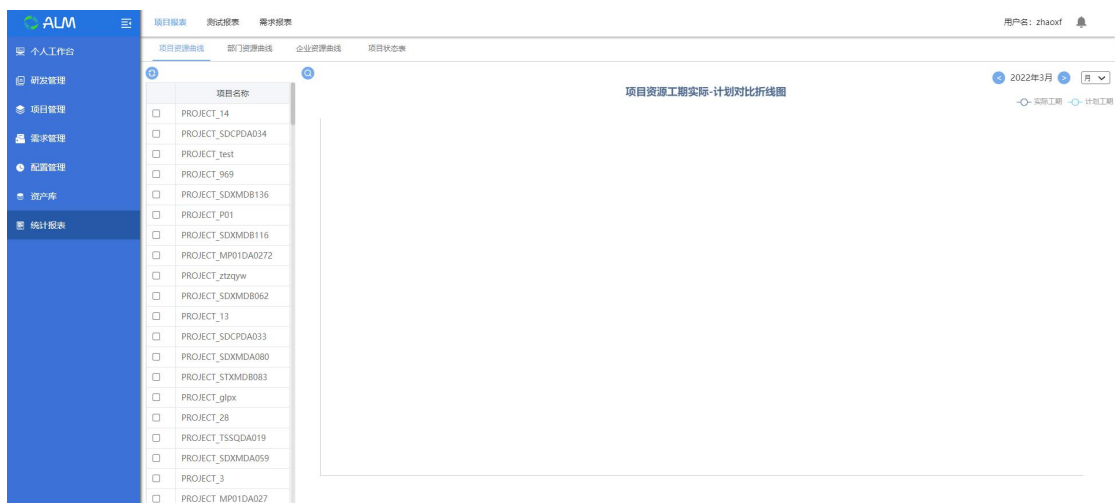 ALM
项目报表 测试报表 需求报表
用户名：zhaoxf
个人工作台
研发管理
项目管理
需求管理
配置管理
资产库
统计报表
项目资源曲线 部门资源曲线 企业资源曲线 项目状态表
项目名称
PROJECT_14
PROJECT_SDCPDA034
PROJECT_test
PROJECT_969
PROJECT_SDXMDB136
PROJECT_P01
PROJECT_SDXMDB116
PROJECT_MP01DA0272
PROJECT_ztzqyw
PROJECT_SDXMDB062
PROJECT_13
PROJECT_SDCPDA033
PROJECT_SDXMDA080
PROJECT_STXMDB083
PROJECT_glpx
PROJECT_28
PROJECT_TSSQDA019
PROJECT_SDXMDA059
PROJECT_3
PROJECT_MP01DA027
项目资源工期实际-计划对比折线图
< 2022年3月 > 月
实际工期 计划工期